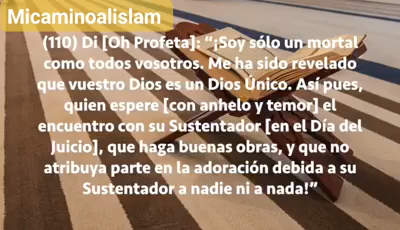 Micaminoalislam
(110) Di [Oh Profeta]: “¡Soy sólo un mortal
como todos vosotros. Me ha sido revelado
que vuestro Dios es un Dios Único. Así pues,
quien espere [con anhelo y temor] el
encuentro con su Sustentador [en el Día del
Juicio], que haga buenas obras, y que no
atribuya parte en la adoración debida a su
Sustentador a nadie ni a nada!”